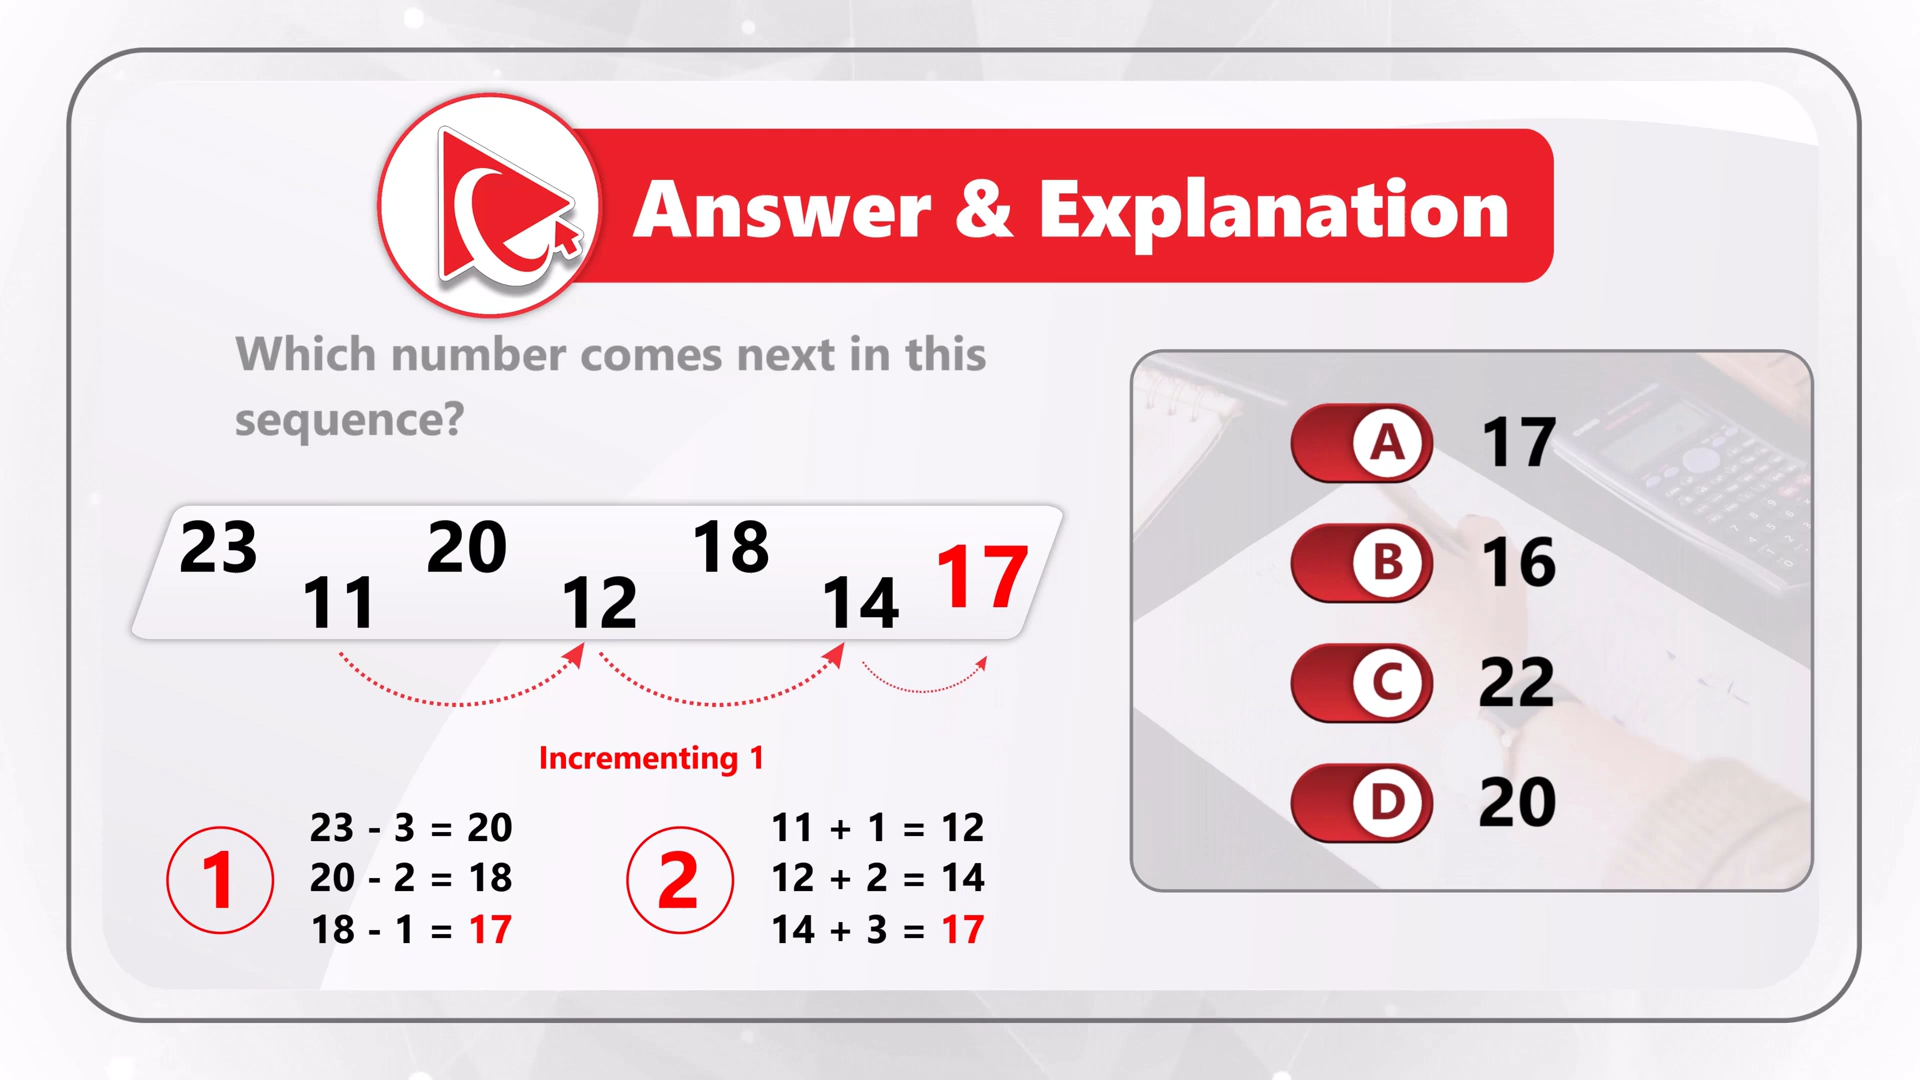 Answer & Explanation
Which number comes next in this
sequence?
23 11 20 12 18 14 17
Incrementing 1
1
23 - 3 = 20
20 - 2 = 18
18 - 1 = 17
2
11 + 1 = 12
12 + 2 = 14
14 + 3 = 17
A 17
B 16
C 22
D 20